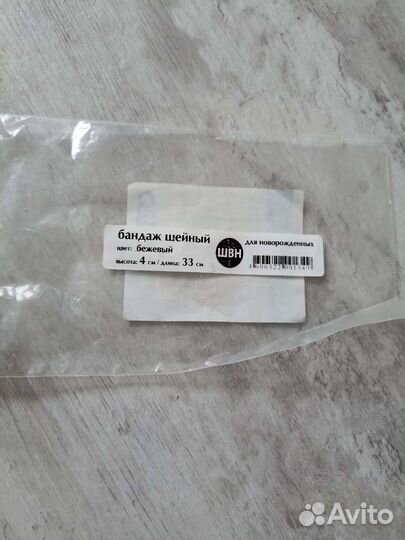 бандаж шейный
цвет: бежевый
высота: 4 см / длина: 33 см
ШВН
для новорожденных
Avito